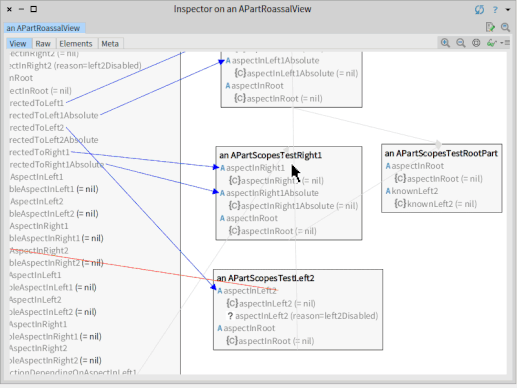 Inspector on an APartRoassalView
an APartRoassalView
View Raw Elements Meta
ectInRight2 (= nil)
ectInRight2 (reason=left2Disabled)
nRoot
ectInRoot (= nil)
rectedToLeft1
rectedToLeft1Absolute
rectedToLeft2
rectedToLeft2Absolute
rectedToRight1
rectedToRight1Absolute
AspectInLeft1
bleAspectInLeft1 (= nil)
AspectInLeft2
bleAspectInLeft2 (= nil)
AspectInRight1
bleAspectInRight1 (= nil)
AspectInRight2
bleAspectInRight2 (= nil)
AspectInLeft1
bleAspectInLeft1 (= nil)
AspectInLeft2
bleAspectInLeft2 (= nil)
AspectInRight1
bleAspectInRight1 (= nil)
AspectInRight2
bleAspectInRight2 (= nil)
ctionDependingOnAspectInLeft1
A aspectInLeft1Absolute
{C} aspectInLeft1Absolute (= nil)
A aspectInRoot
{C} aspectInRoot (= nil)
an APartScopesTestRight1
A aspectInRight1
{C} aspectInRight1 (= nil)
A aspectInRight1Absolute
{C} aspectInRight1Absolute (= nil)
A aspectInRoot
{C} aspectInRoot (= nil)
an APartScopesTestRootPart
A aspectInRoot
{C} aspectInRoot (= nil)
A knownLeft2
{C} knownLeft2 (= nil)
an APartScopesTestLeft2
A aspectInLeft2
{C} aspectInLeft2 (= nil)
? aspectInLeft2 (reason=left2Disabled)
A aspectInRoot
{C} aspectInRoot (= nil)